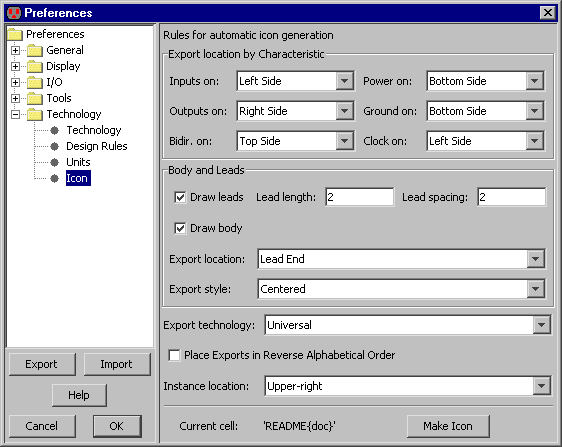 Preferences
Preferences
General
Display
I/O
Tools
Technology
Technology
Design Rules
Units
Icon
Export Import
Help
Cancel OK
Rules for automatic icon generation
Export location by Characteristic
Inputs on: Left Side Power on: Bottom Side
Outputs on: Right Side Ground on: Bottom Side
Bidir. on: Top Side Clock on: Left Side
Body and Leads
Draw leads Lead length: 2 Lead spacing: 2
Draw body
Export location: Lead End
Export style: Centered
Export technology: Universal
Place Exports in Reverse Alphabetical Order
Instance location: Upper-right
Current cell: 'README{doc}' Make Icon